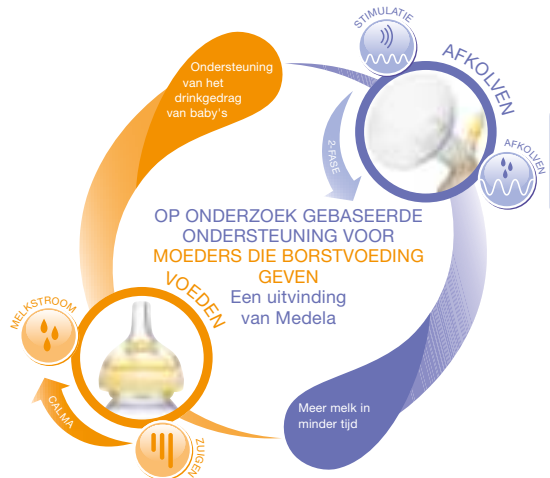 STIMULATIE
AFKOLVEN
AFKOLVEN
2-FASE
Ondersteuning
van het
drinkgedrag
van baby's
OP ONDERZOEK GEBASEERDE
ONDERSTEUNING VOOR
MOEDERS DIE BORSTVOEDING
GEVEN
Een uitvinding
van Medela
VOEDEN
MELKSTROOM
CALMA
ZUIGEN
Meer melk in
minder tijd